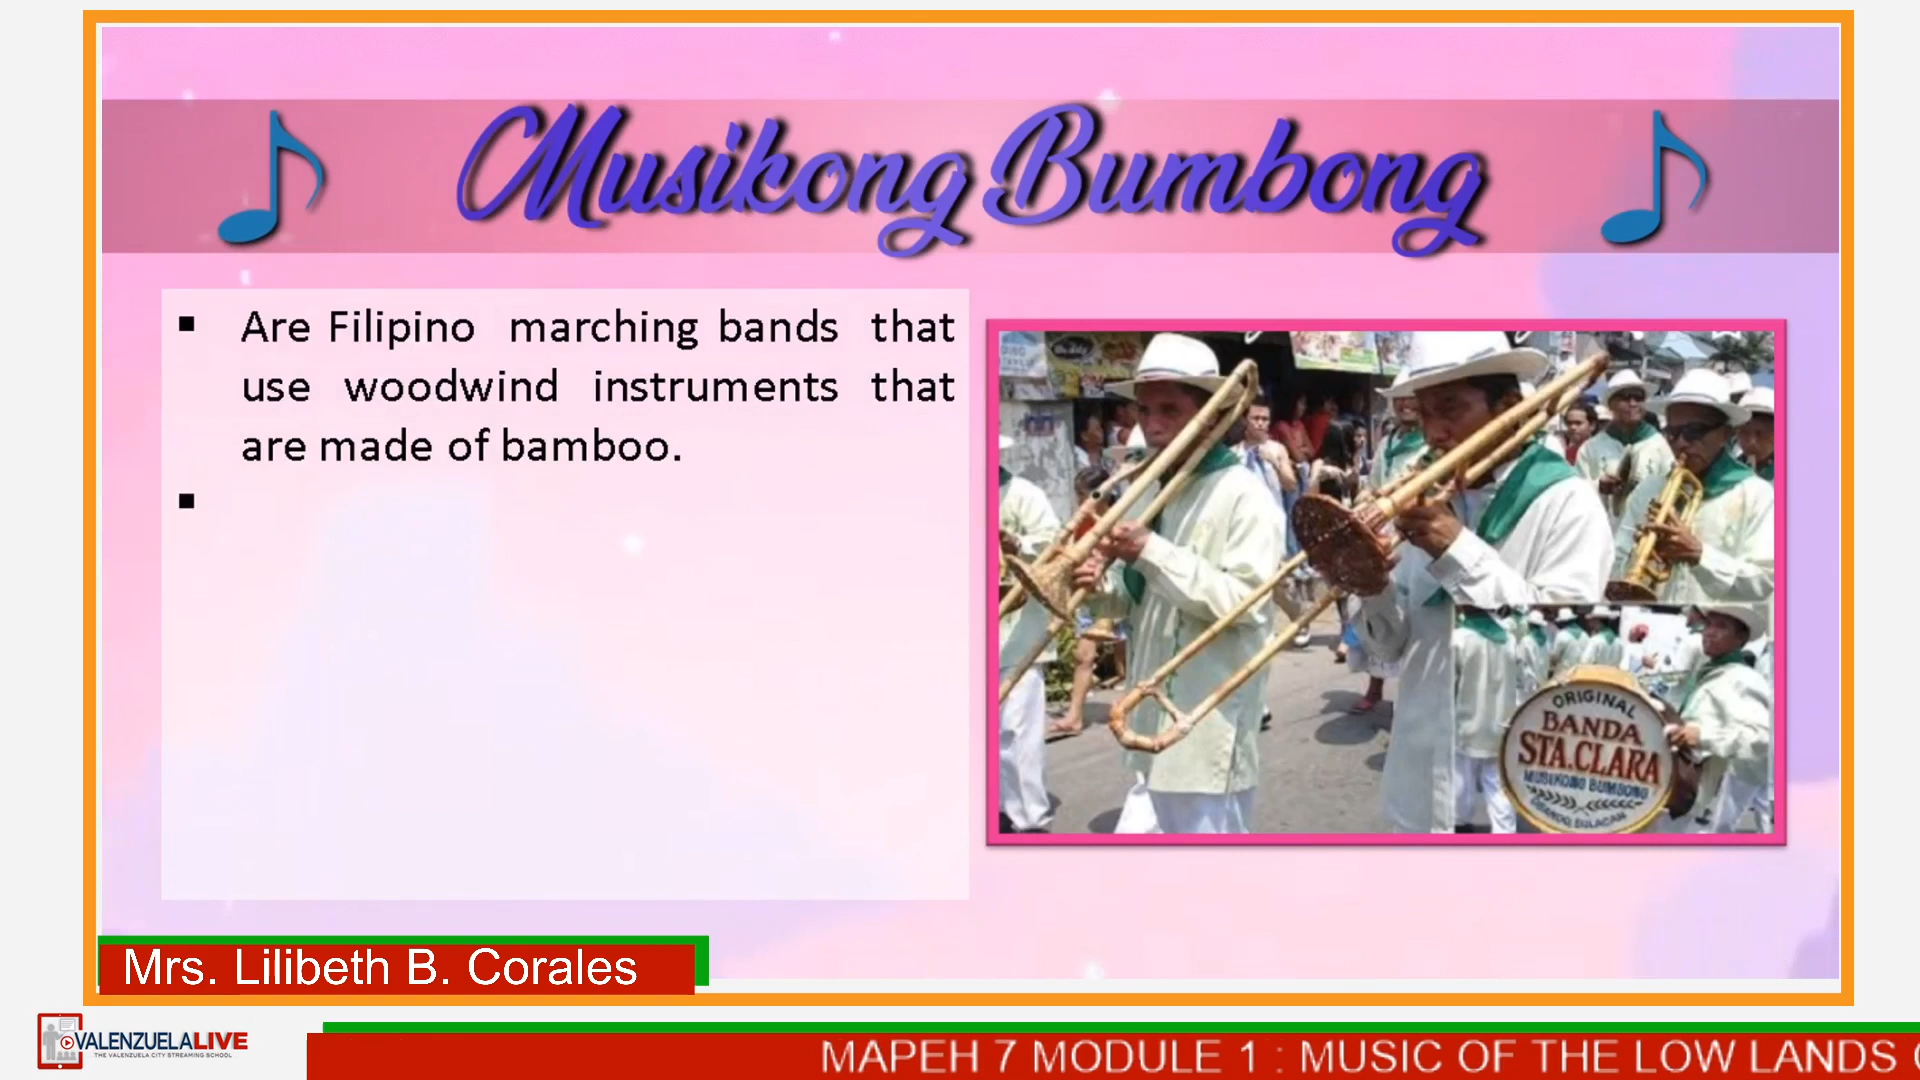 Musikong Bumbong
▪ Are Filipino marching bands that
use woodwind instruments that
are made of bamboo.
▪
ORIGINAL
BANDA
STA.CLARA
MUSIKONG BUMBONG
BULACAN
Mrs. Lilibeth B. Corales
VALENZUELALIVE
THE VALENZUELA CITY STREAMING SCHOOL
MAPEH 7 MODULE 1 : MUSIC OF THE LOW LANDS